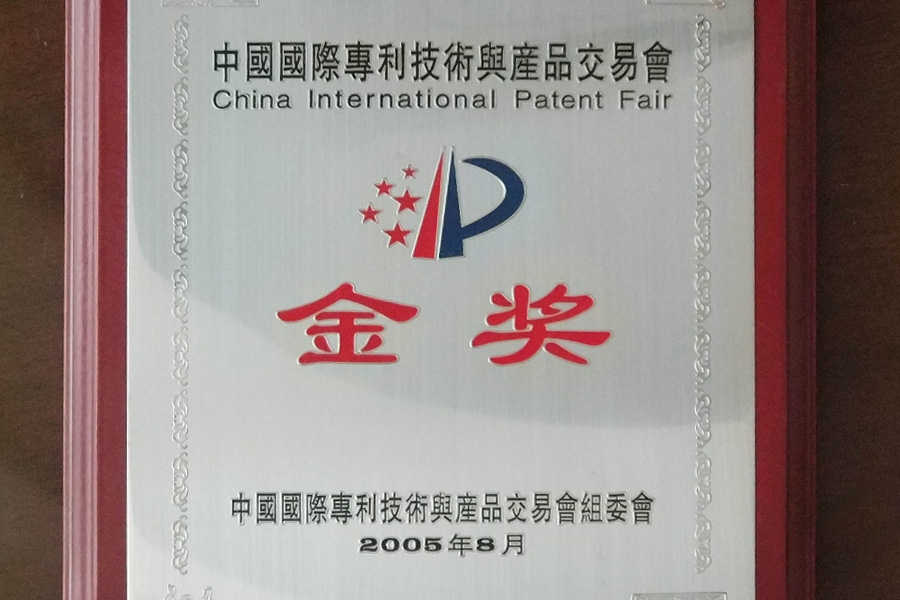 中國國際專利技術與產品交易會
China International Patent Fair
金奖
中國國際專利技術與產品交易會組委會
2005年8月